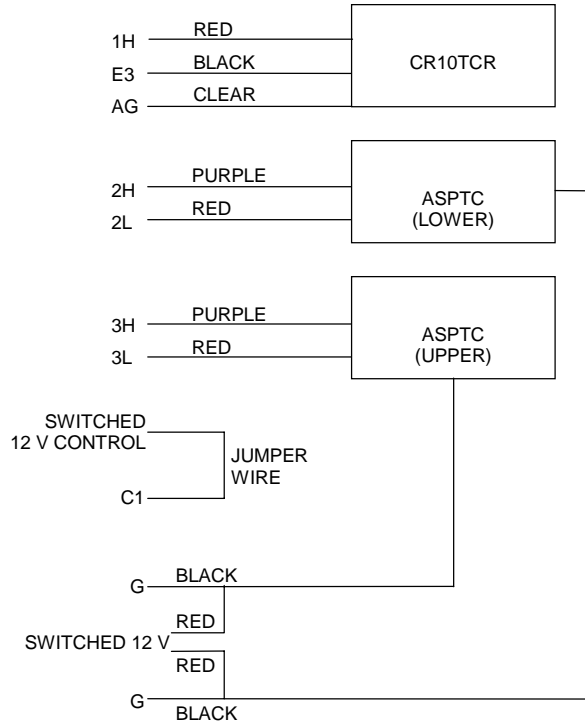 1H RED
E3 BLACK
AG CLEAR
CR10TCR
2H PURPLE
2L RED
ASPTC
(LOWER)
3H PURPLE
3L RED
ASPTC
(UPPER)
SWITCHED
12 V CONTROL
JUMPER
WIRE
C1
G BLACK
RED
SWITCHED 12 V
RED
G
BLACK